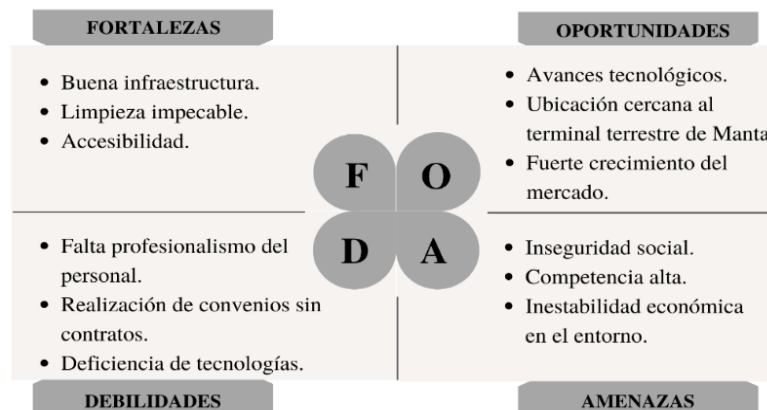 FORTALEZAS
• Buena infraestructura.
• Limpieza impecable.
• Accesibilidad.
OPORTUNIDADES
• Avances tecnológicos.
• Ubicación cercana al
terminal terrestre de Manta
• Fuerte crecimiento del
mercado.
F O
D A
• Falta profesionalismo del
personal.
• Realización de convenios sin
contratos.
• Deficiencia de tecnologías.
DEBILIDADES
• Inseguridad social.
• Competencia alta.
• Inestabilidad económica
en el entorno.
AMENAZAS